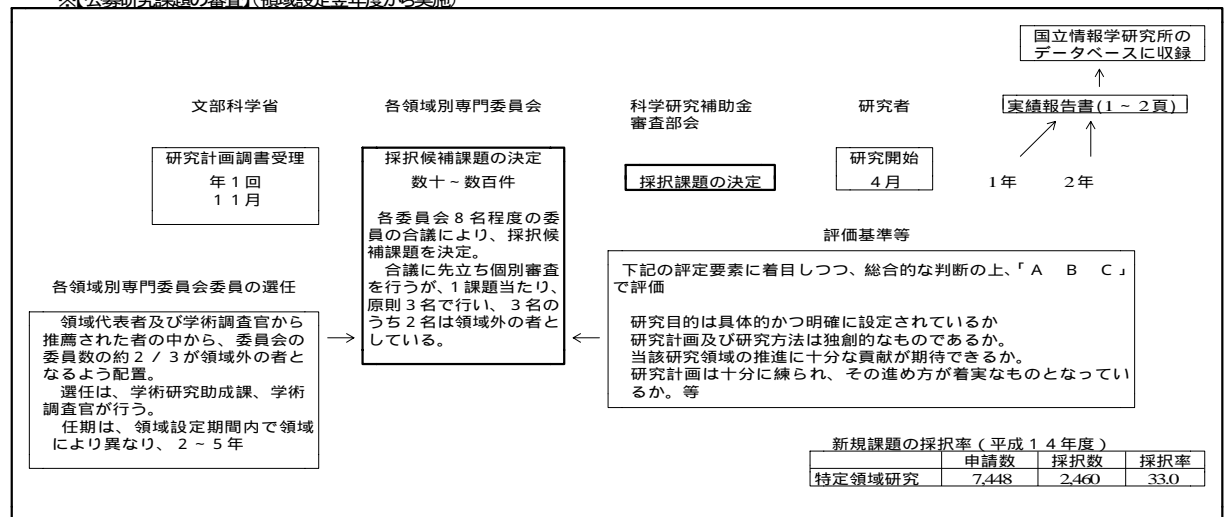 ※【公募研究課題の審査】(領域設定翌年度から実施)
国立情報学研究所の
データベースに収録
文部科学省
各領域別専門委員会
科学研究補助金
審査部会
研究者
実績報告書(1～2頁)
研究計画調書受理
年1回
11月
採択候補課題の決定
数十～数百件
各委員会8名程度の委
員の合議により、採択候
補課題を決定。
合議に先立ち個別審査
を行うが、1課題当たり、
原則3名で行い、3名の
うち2名は領域外の者と
している。
採択課題の決定
研究開始
4月
1年
2年
各領域別専門委員会委員の選任
領域代表者及び学術調査官から
推薦された者の中から、委員会の
委員数の約2/3が領域外の者と
なるよう配置。
選任は、学術研究助成課、学術
調査官が行う。
任期は、領域設定期間内で領域
により異なり、2～5年
評価基準等
下記の評定要素に着目しつつ、総合的な判断の上、「A B C」
で評価
研究目的は具体的かつ明確に設定されているか
研究計画及び研究方法は独創的なものであるか。
当該研究領域の推進に十分な貢献が期待できるか。
研究計画は十分に練られ、その進め方が着実なものとなってい
るか。等
新規課題の採択率(平成14年度)
申請数 採択数 採択率
特定領域研究 7,448 2,460 33.0